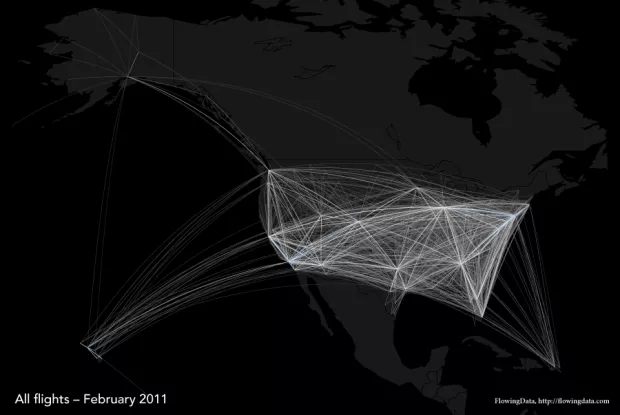 All flights – February 2011
FlowingData, http://flowingdata.com